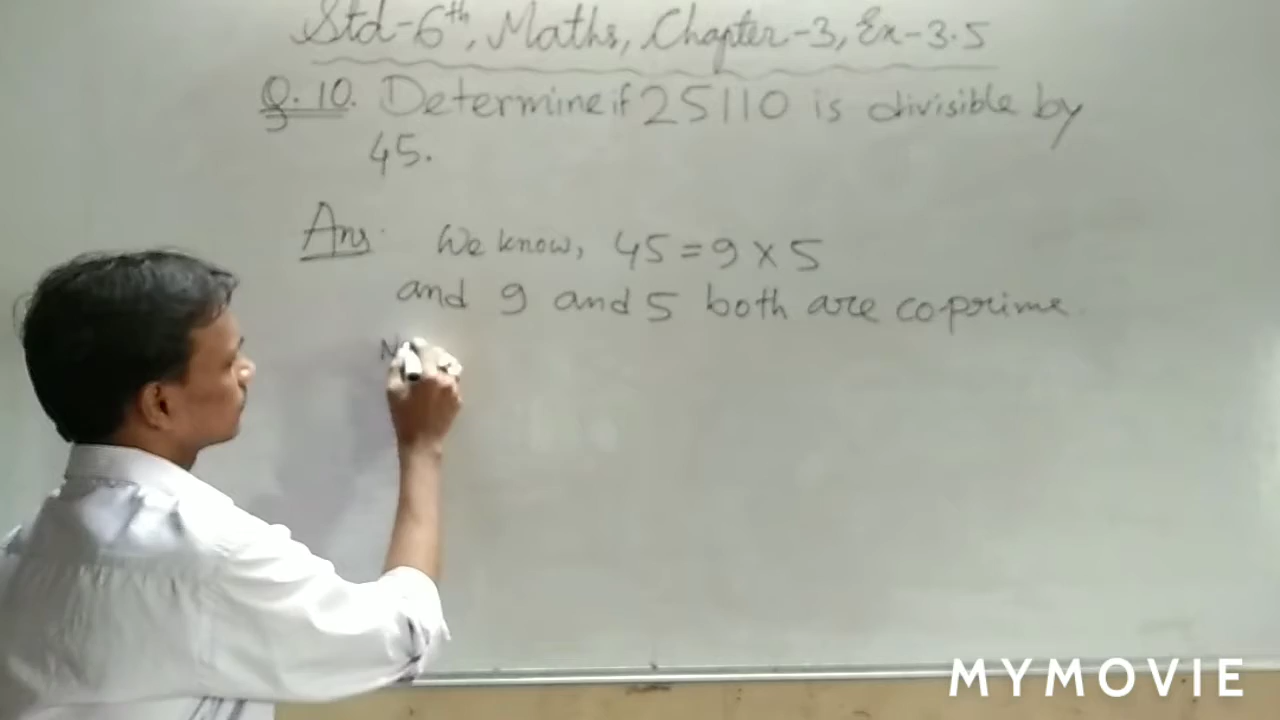 Std-6th, Maths, Chapter-3, Ex-3.5
Q.10. Determine if 25110 is divisible by
45.
Ans. We know, 45 = 9 × 5
and 9 and 5 both are coprime.
MYMOVIE